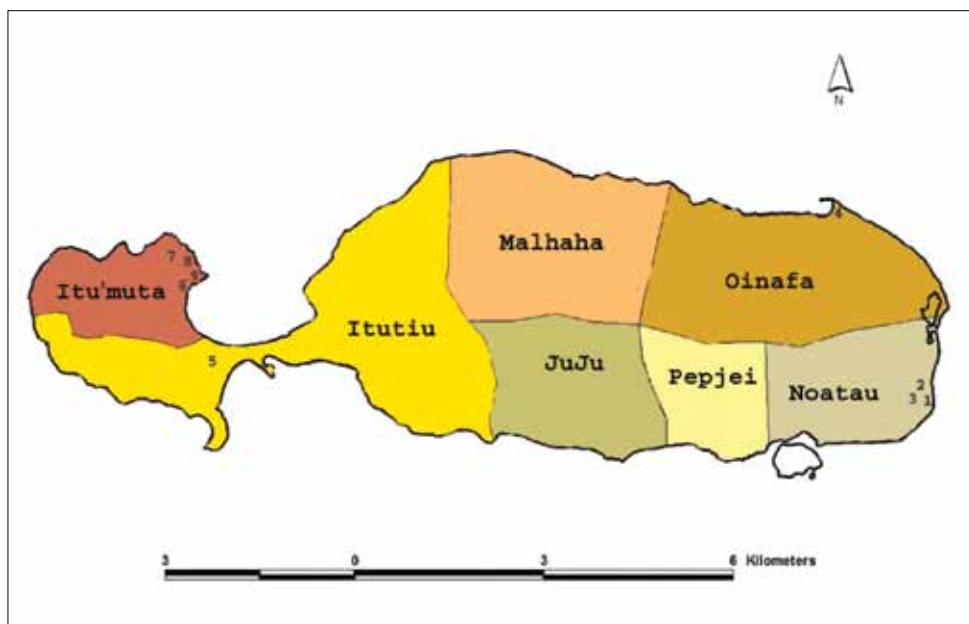 N
4
Malhaha
7
8
Oinafa
9
Itu'muta
6
Itutiu
5
JuJu
Pepjei
2
Noatau
3 1
3 0 3 6 Kilometers